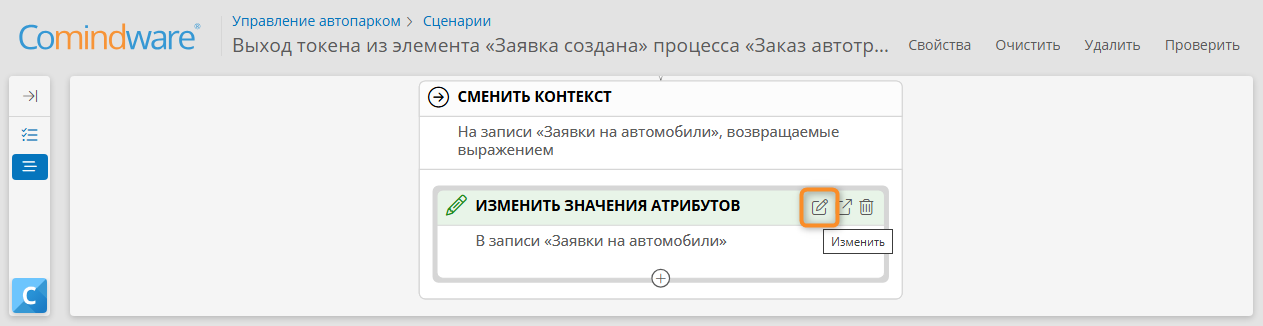 Comindware®
Управление автопарком > Сценарии
Выход токена из элемента «Заявка создана» процесса «Заказ автотр...
Свойства Очистить Удалить Проверить
СМЕНИТЬ КОНТЕКСТ
На записи «Заявки на автомобили», возвращаемые
выражением
ИЗМЕНИТЬ ЗНАЧЕНИЯ АТРИБУТОВ
Изменить
В записи «Заявки на автомобили»
C